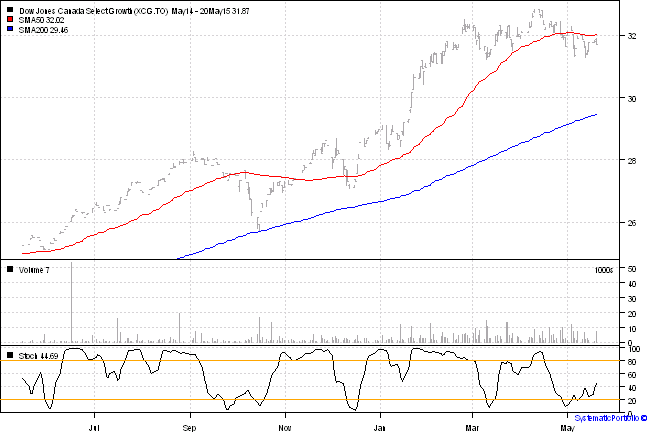 Dow Jones Canada Select Growth (XCG.TO) May14 - 20May15 31.87
SMA50 32.02
SMA200 29.46
32
30
28
26
Volume 7
1000s
50
40
30
20
10
0
Stoch 44.69
100
80
60
40
20
0
Jul
Sep
Nov
Jan
Mar
May
SystematicPortfolio ©